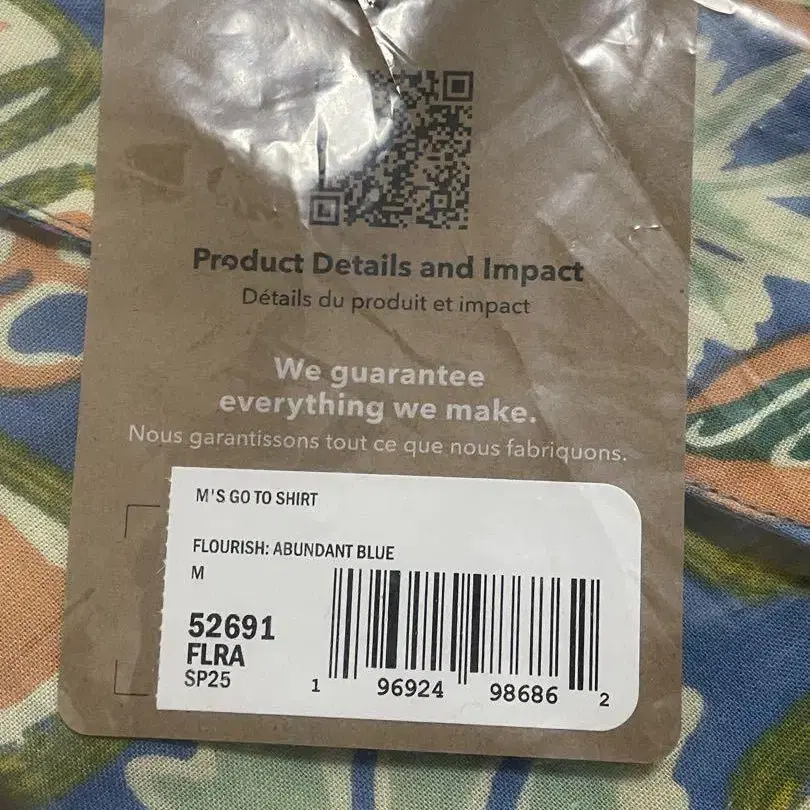 Product Details and Impact
Détails du produit et impact
We guarantee
everything we make.
Nous garantissons tout ce que nous fabriquons.
M'S GO TO SHIRT
FLOURISH: ABUNDANT BLUE
M
52691
FLRA
SP25
1 96924 98686 2